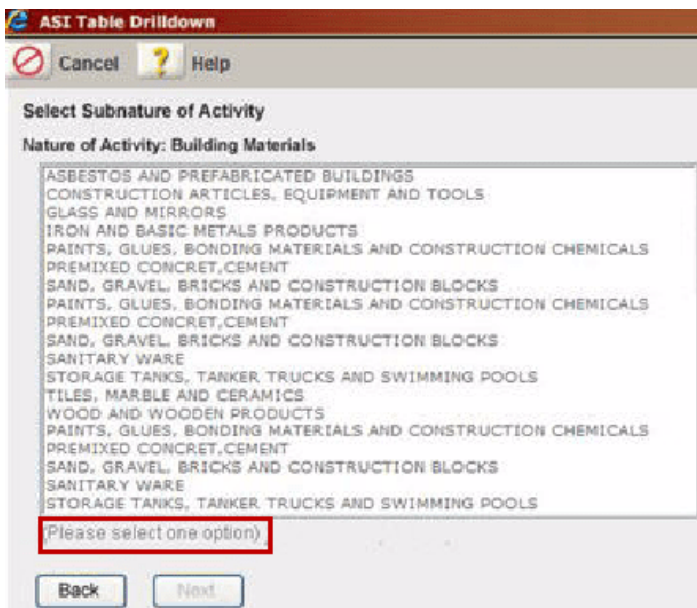 ASI Table Drilldown
Cancel Help
Select Subnature of Activity
Nature of Activity: Building Materials
ASBESTOS AND PREFABRICATED BUILDINGS
CONSTRUCTION ARTICLES, EQUIPMENT AND TOOLS
GLASS AND MIRRORS
IRON AND BASIC METALS PRODUCTS
PAINTS, GLUES, BONDING MATERIALS AND CONSTRUCTION CHEMICALS
PREMIXED CONCRET,CEMENT
SAND, GRAVEL, BRICKS AND CONSTRUCTION BLOCKS
PAINTS, GLUES, BONDING MATERIALS AND CONSTRUCTION CHEMICALS
PREMIXED CONCRET,CEMENT
SAND, GRAVEL, BRICKS AND CONSTRUCTION BLOCKS
SANITARY WARE
STORAGE TANKS, TANKER TRUCKS AND SWIMMING POOLS
TILES, MARBLE AND CERAMICS
WOOD AND WOODEN PRODUCTS
PAINTS, GLUES, BONDING MATERIALS AND CONSTRUCTION CHEMICALS
PREMIXED CONCRET,CEMENT
SAND, GRAVEL, BRICKS AND CONSTRUCTION BLOCKS
SANITARY WARE
STORAGE TANKS, TANKER TRUCKS AND SWIMMING POOLS
(Please select one option)
Back Next